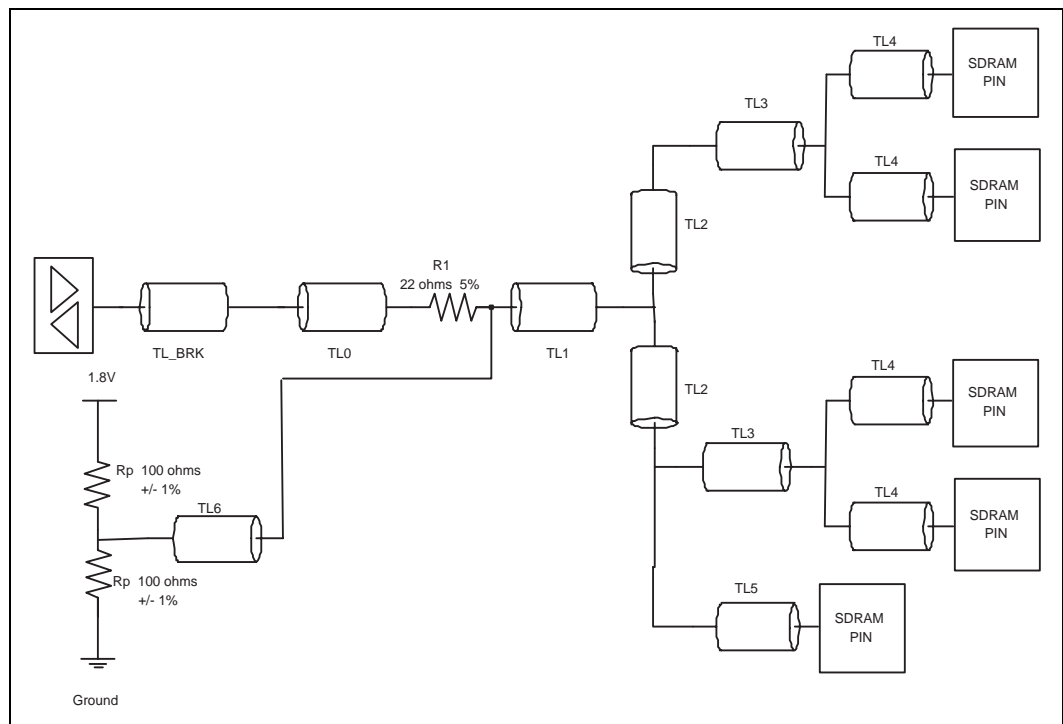 TL4
SDRAM
PIN
TL3
TL4
SDRAM
PIN
TL2
R1
22 ohms 5%
TL_BRK
TL0
TL1
1.8V
TL2
TL4
SDRAM
PIN
TL3
Rp 100 ohms
+/- 1%
TL6
TL4
SDRAM
PIN
Rp 100 ohms
+/- 1%
TL5
SDRAM
PIN
Ground